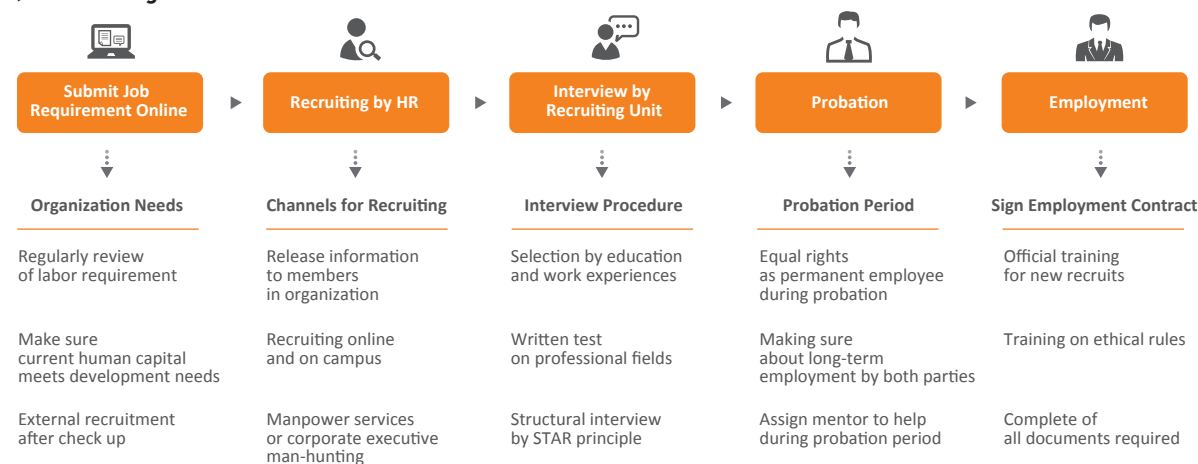 Submit Job
Requirement Online
Recruiting by HR
Interview by
Recruiting Unit
Probation
Employment
Organization Needs
Channels for Recruiting
Interview Procedure
Probation Period
Sign Employment Contract
Regularly review
of labor requirement
Release information
to members
in organization
Selection by education
and work experiences
Equal rights
as permanent employee
during probation
Official training
for new recruits
Make sure
current human capital
meets development needs
Recruiting online
and on campus
Written test
on professional fields
Making sure
about long-term
employment by both parties
Training on ethical rules
External recruitment
after check up
Manpower services
or corporate executive
man-hunting
Structural interview
by STAR principle
Assign mentor to help
during probation period
Complete of
all documents required